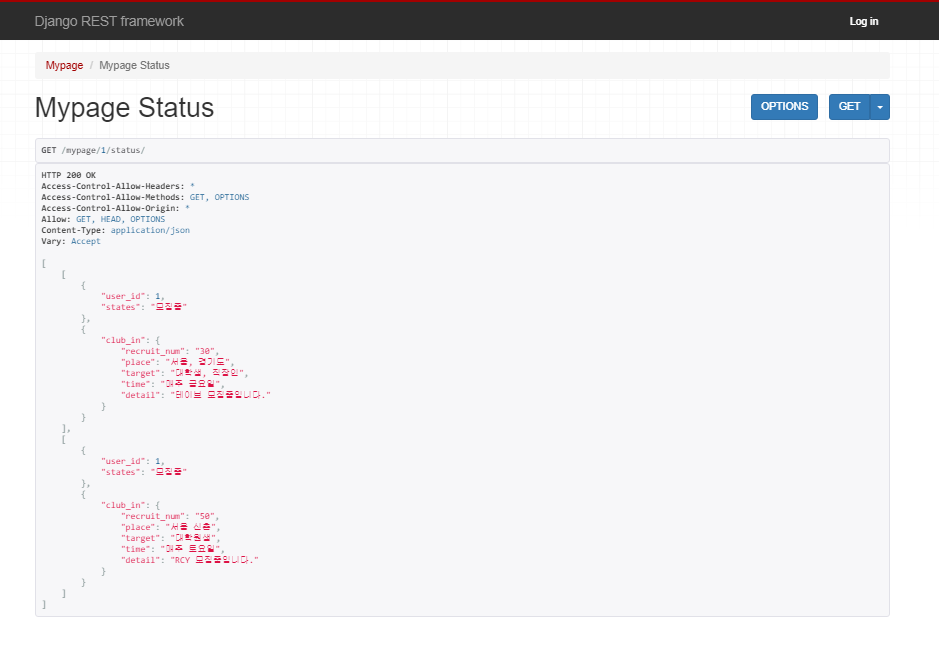 Django REST framework
Log in
Mypage / Mypage Status
Mypage Status
OPTIONS
GET
GET /mypage/1/status/
HTTP 200 OK
Access-Control-Allow-Headers: *
Access-Control-Allow-Methods: GET, OPTIONS
Access-Control-Allow-Origin: *
Allow: GET, HEAD, OPTIONS
Content-Type: application/json
Vary: Accept
[
[
{
"user_id": 1,
"states": "모집중"
},
{
"club_in": {
"recruit_num": "30",
"place": "서울, 경기도",
"target": "대학생, 직장인",
"time": "매주 금요일",
"detail": "테이브 모집중입니다."
}
}
],
[
{
"user_id": 1,
"states": "모집중"
},
{
"club_in": {
"recruit_num": "50",
"place": "서울 신촌",
"target": "대학원생",
"time": "매주 토요일",
"detail": "RCY 모집중입니다."
}
}
]
]